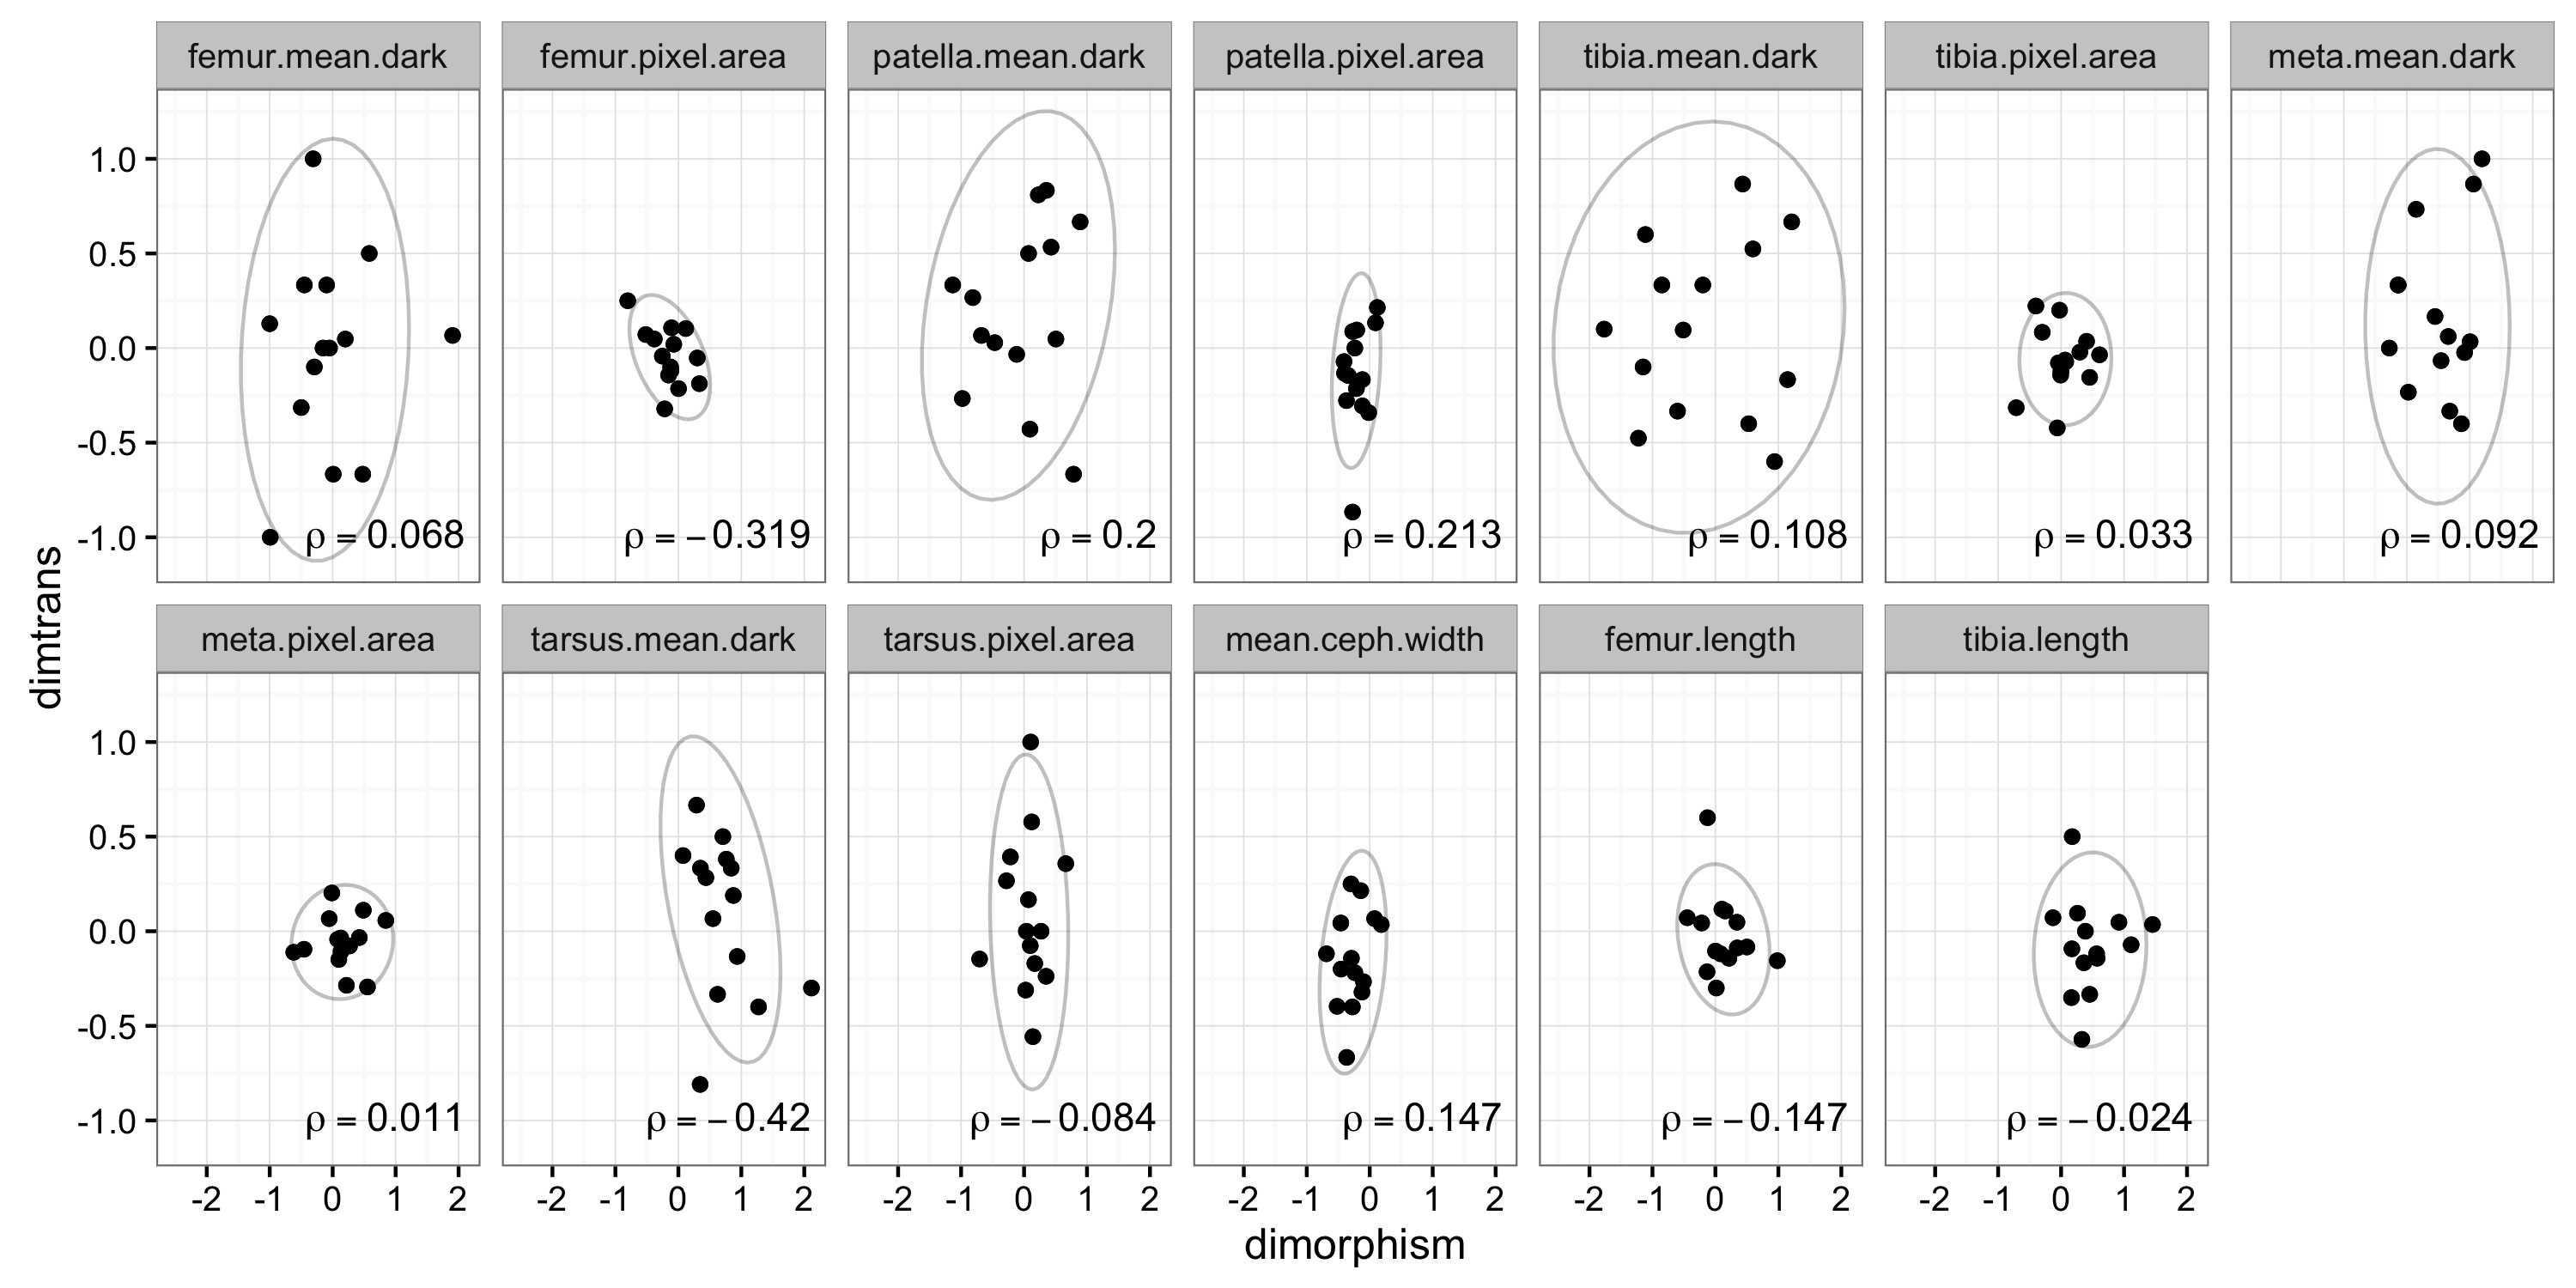 femur.mean.dark femur.pixel.area patella.mean.dark patella.pixel.area tibia.mean.dark tibia.pixel.area meta.mean.dark
1.0
0.5
0.0
-0.5
-1.0
ρ = 0.068 ρ = −0.319 ρ = 0.2 ρ = 0.213 ρ = 0.108 ρ = 0.033 ρ = 0.092
dimtrans
meta.pixel.area tarsus.mean.dark tarsus.pixel.area mean.ceph.width femur.length tibia.length
1.0
0.5
0.0
-0.5
-1.0
ρ = 0.011 ρ = −0.42 ρ = −0.084 ρ = 0.147 ρ = −0.147 ρ = −0.024
-2 -1 0 1 2 -2 -1 0 1 2 -2 -1 0 1 2 -2 -1 0 1 2 -2 -1 0 1 2 -2 -1 0 1 2
dimorphism